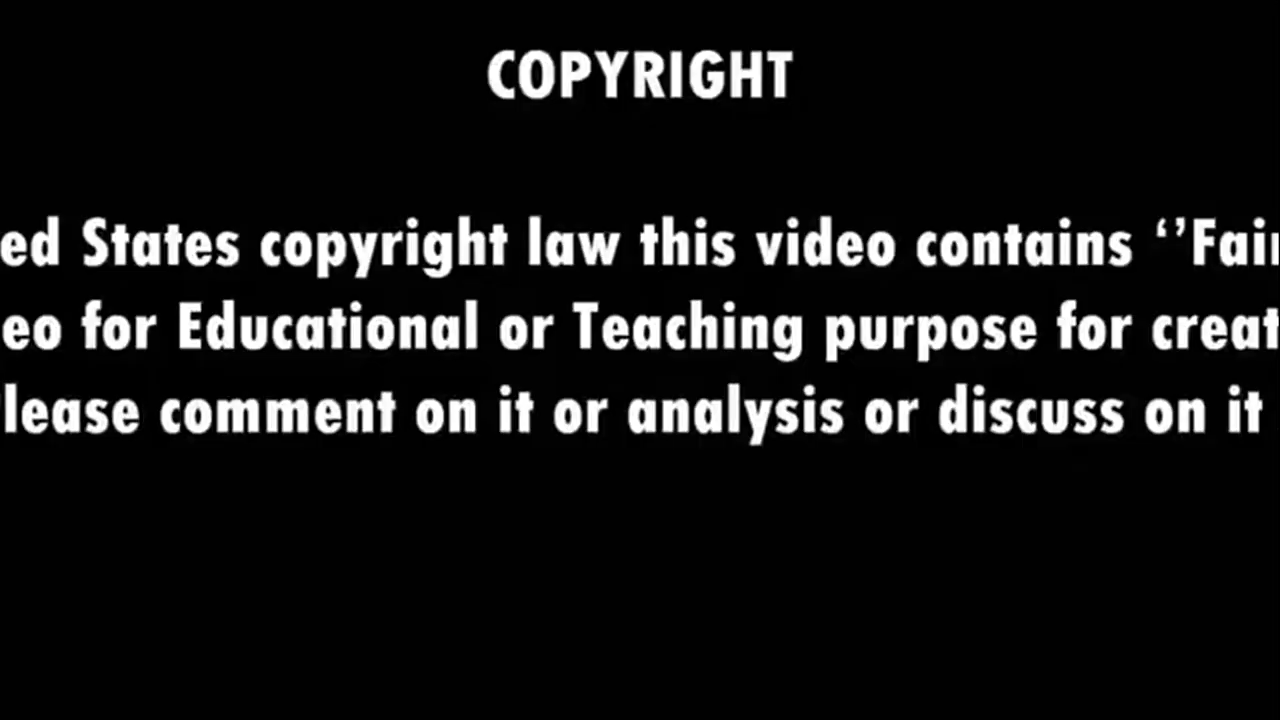 COPYRIGHT
ed States copyright law this video contains ‘’Fair
eo for Educational or Teaching purpose for creat
lease comment on it or analysis or discuss on it